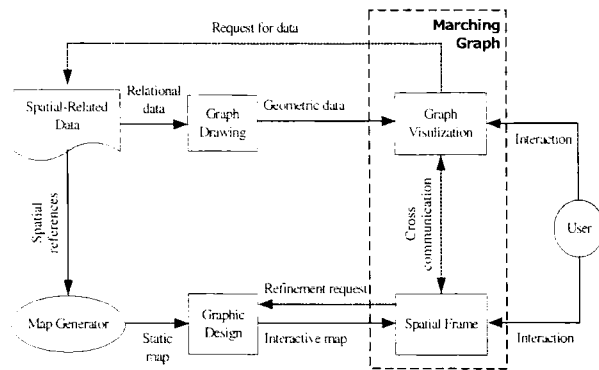 Marching
Graph
Request for data
Spatial-Related
Data
Relational
data
Graph
Drawing
Geometric data
Graph
Visulization
Interaction
Spatial
references
Cross
communication
User
Map Generator
Static
map
Graphic
Design
Refinement request
Interactive map
Spatial Frame
Interaction